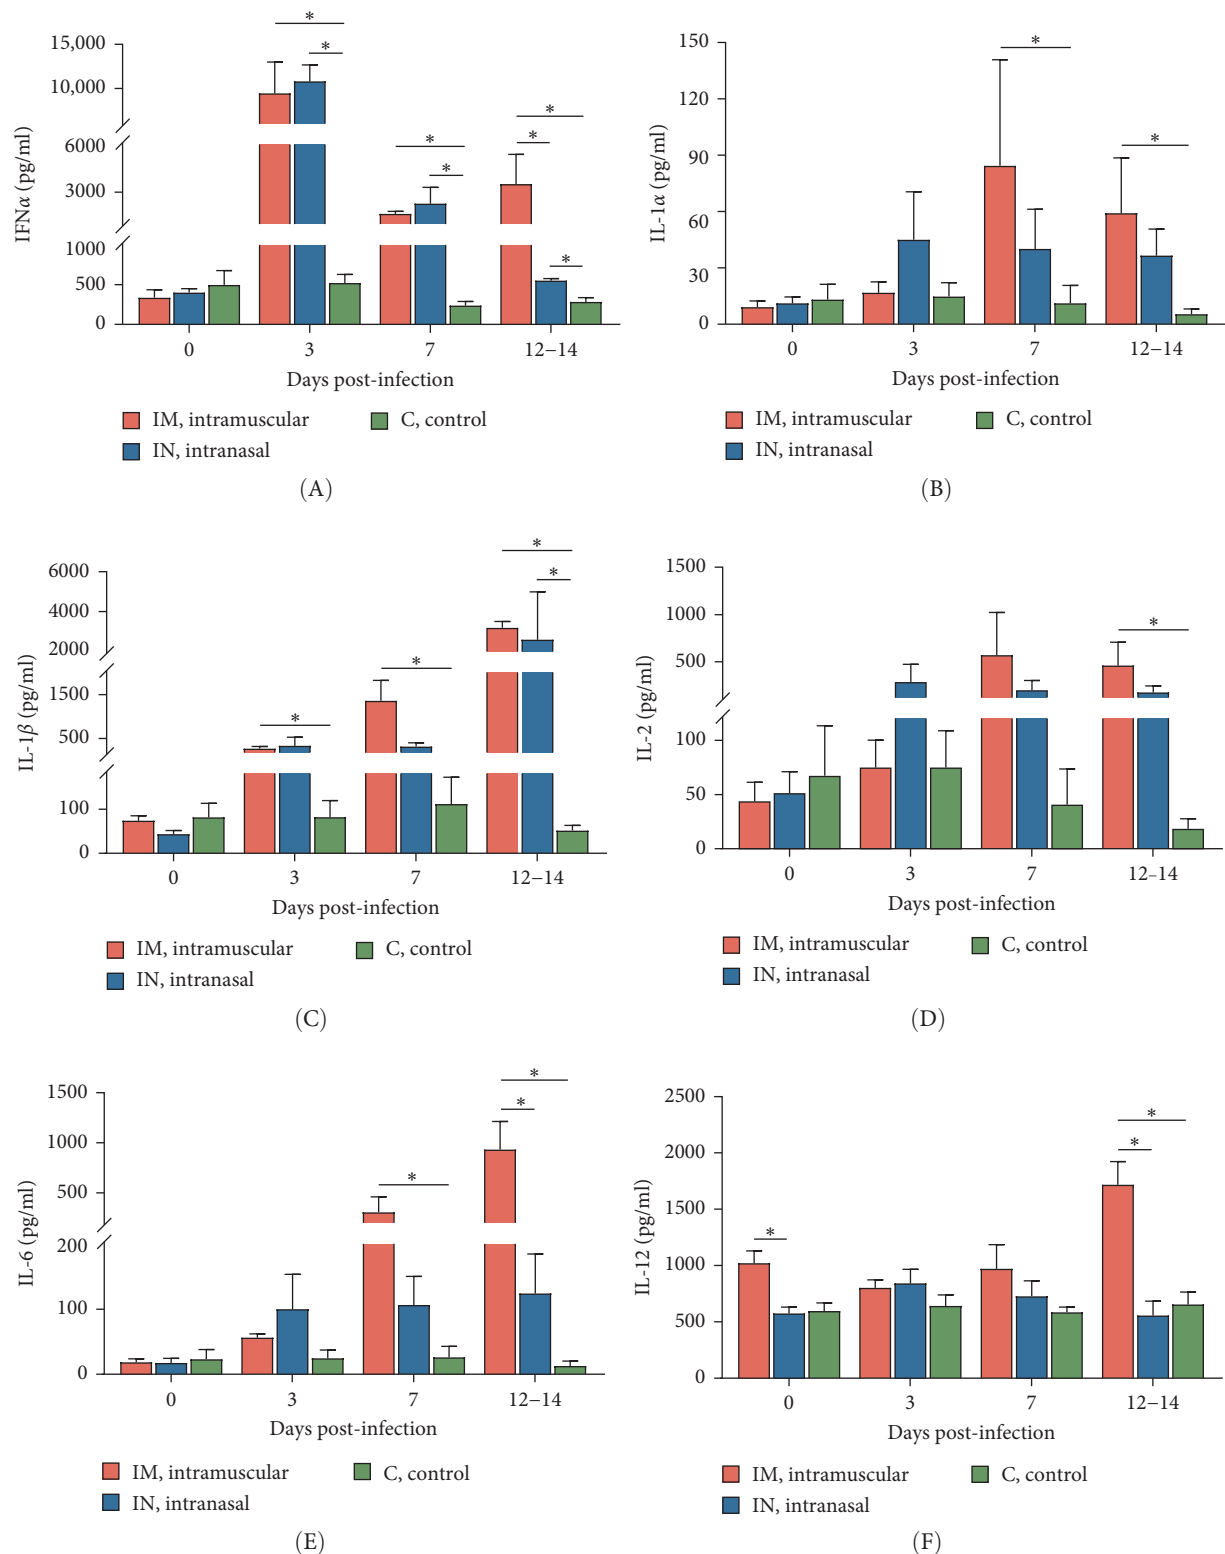 *
*
15,000
10,000
6000
3000
1000
500
0
*
*
*
*
*
IFNα (pg/ml)
0 3 7 12–14
Days post-infection
IM, intramuscular C, control
IN, intranasal
(A)
150
120
90
60
30
0
*
*
IL-1α (pg/ml)
0 3 7 12–14
Days post-infection
IM, intramuscular C, control
IN, intranasal
(B)
6000
4000
2000
1500
500
100
0
*
*
*
*
IL-1β (pg/ml)
0 3 7 12–14
Days post-infection
IM, intramuscular C, control
IN, intranasal
(C)
1500
1000
500
100
50
0
*
IL-2 (pg/ml)
0 3 7 12–14
Days post-infection
IM, intramuscular C, control
IN, intranasal
(D)
1500
1000
500
200
100
0
*
*
*
IL-6 (pg/ml)
0 3 7 12–14
Days post-infection
IM, intramuscular C, control
IN, intranasal
(E)
2500
2000
1500
1000
500
0
*
*
*
IL-12 (pg/ml)
0 3 7 12–14
Days post-infection
IM, intramuscular C, control
IN, intranasal
(F)